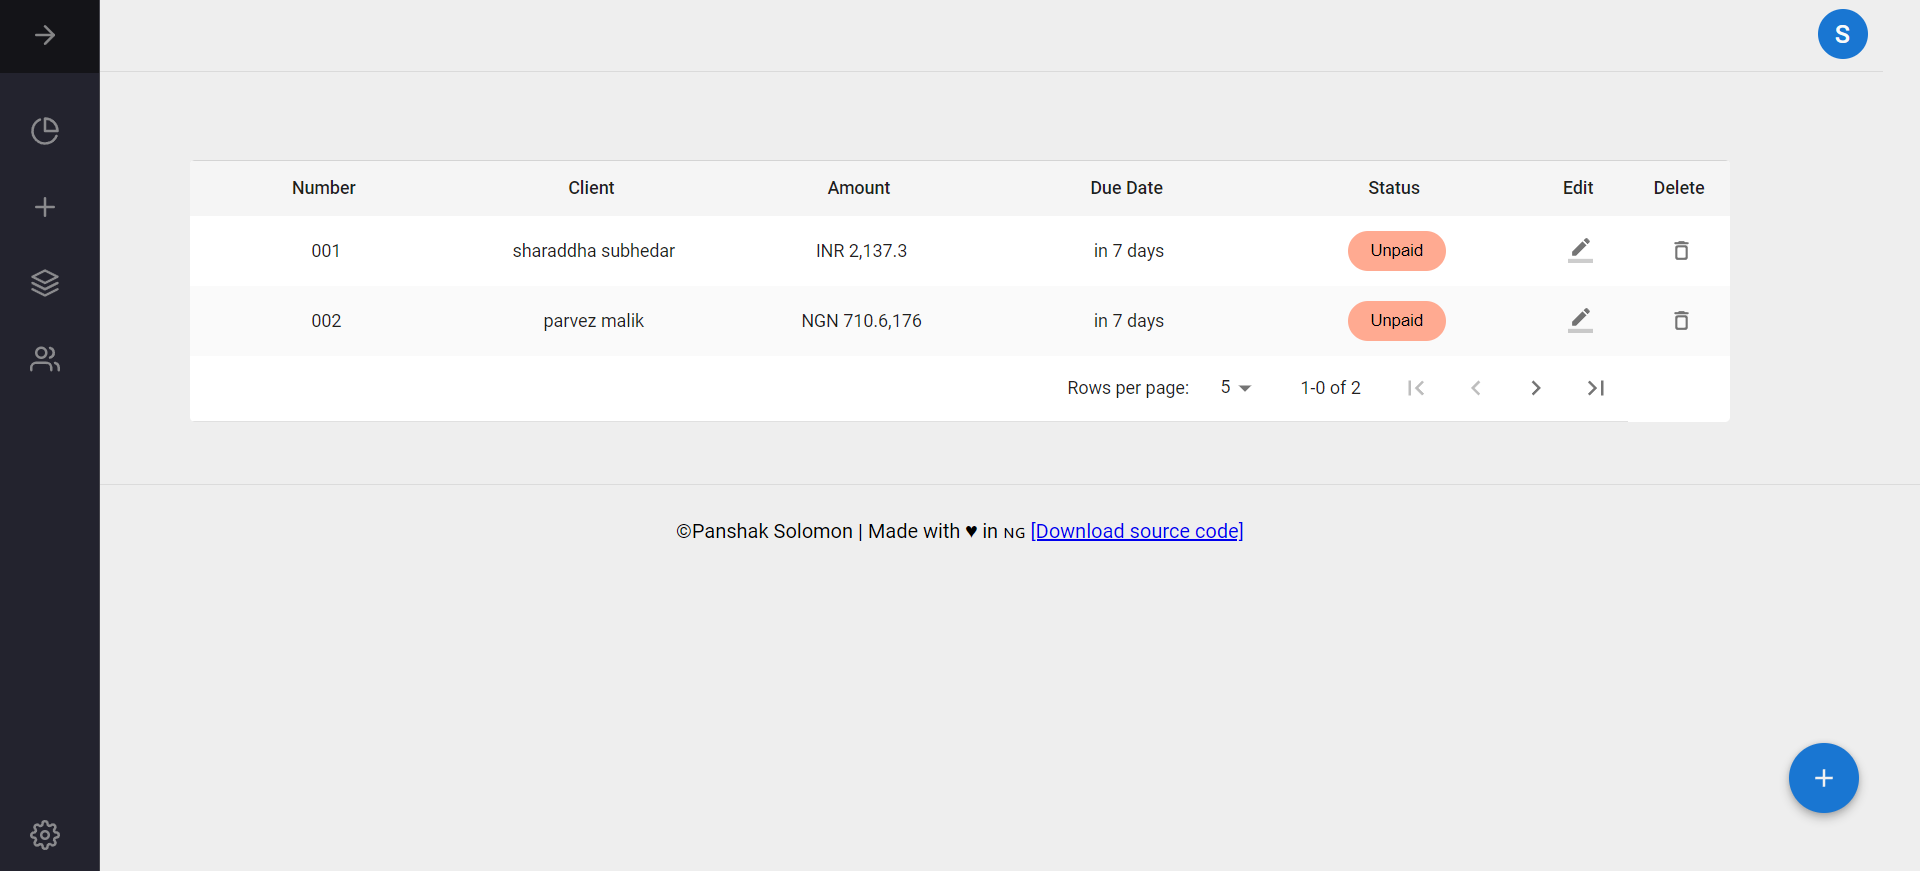 S
Number Client Amount Due Date Status Edit Delete
001 sharaddha subhedar INR 2,137.3 in 7 days Unpaid
002 parvez malik NGN 710.6,176 in 7 days Unpaid
Rows per page: 5 1-0 of 2
©Panshak Solomon | Made with ♥ in NG [Download source code]